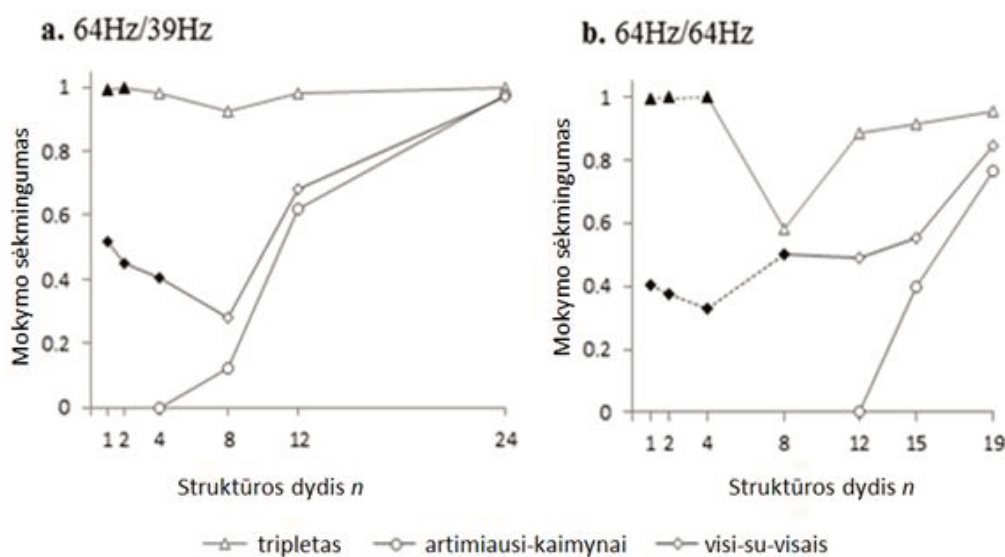 a. 64Hz/39Hz
Mokymo sėkmingumas
1
0.8
0.6
0.4
0.2
0
1 2 4 8 12 24
Struktūros dydis n
b. 64Hz/64Hz
Mokymo sėkmingumas
1
0.8
0.6
0.4
0.2
0
1 2 4 8 12 15 19
Struktūros dydis n
tripletas artimiausi-kaimynai visi-su-visais